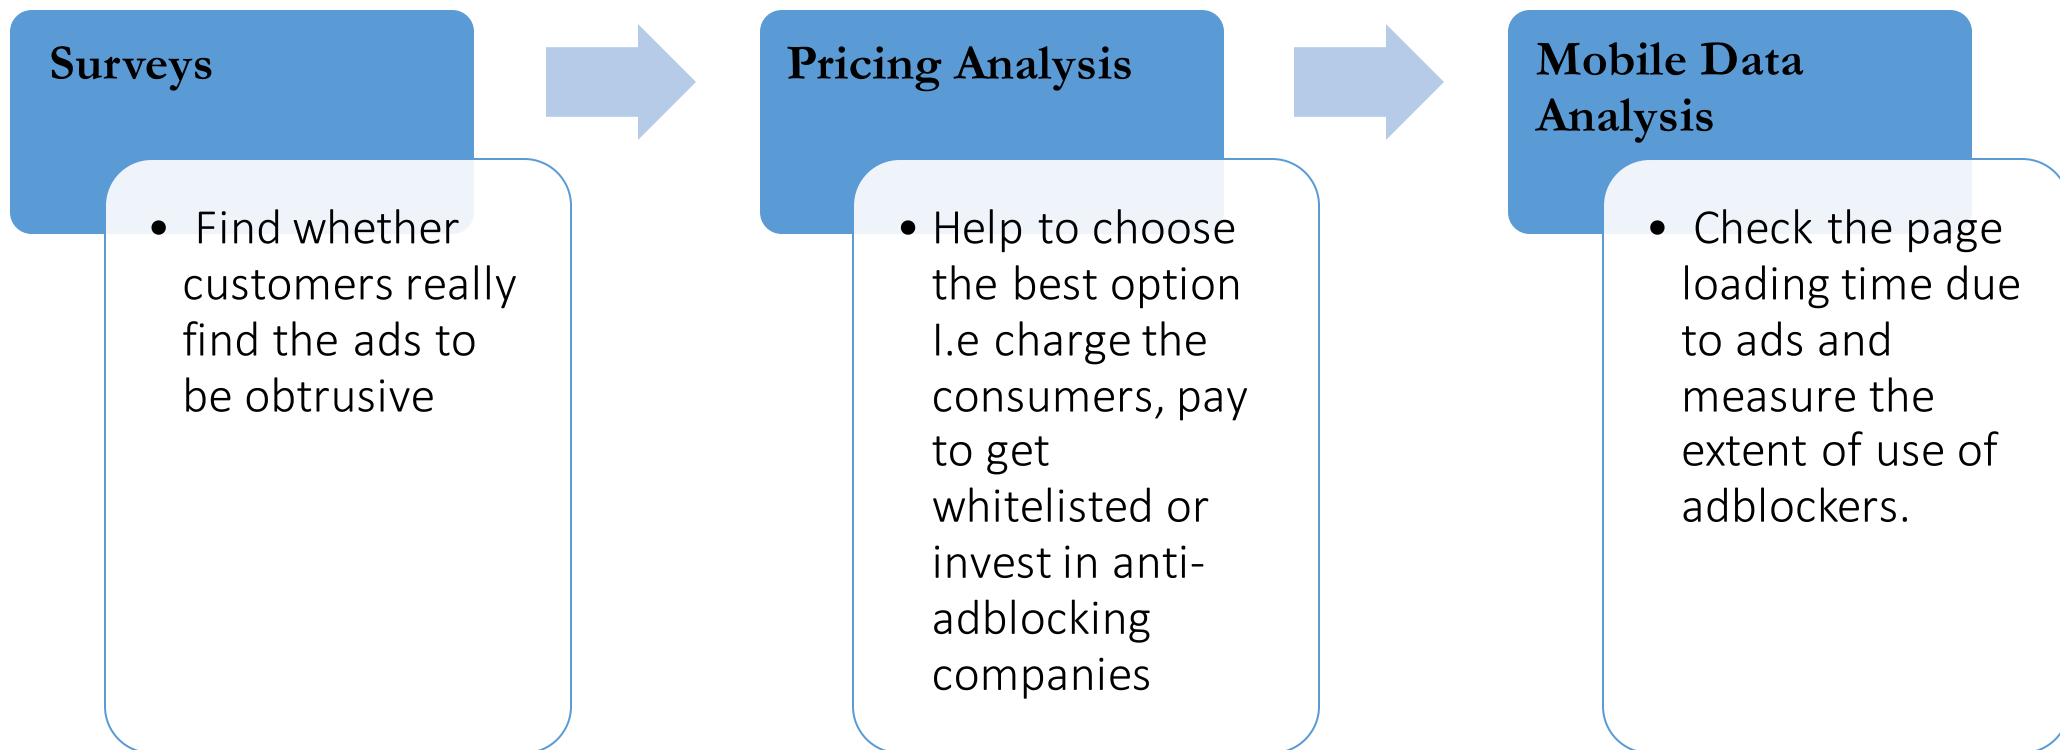 Surveys
• Find whether
customers really
find the ads to
be obtrusive
Pricing Analysis
• Help to choose
the best option
I.e charge the
consumers, pay
to get
whitelisted or
invest in anti-
adblocking
companies
Mobile Data
Analysis
• Check the page
loading time due
to ads and
measure the
extent of use of
adblockers.